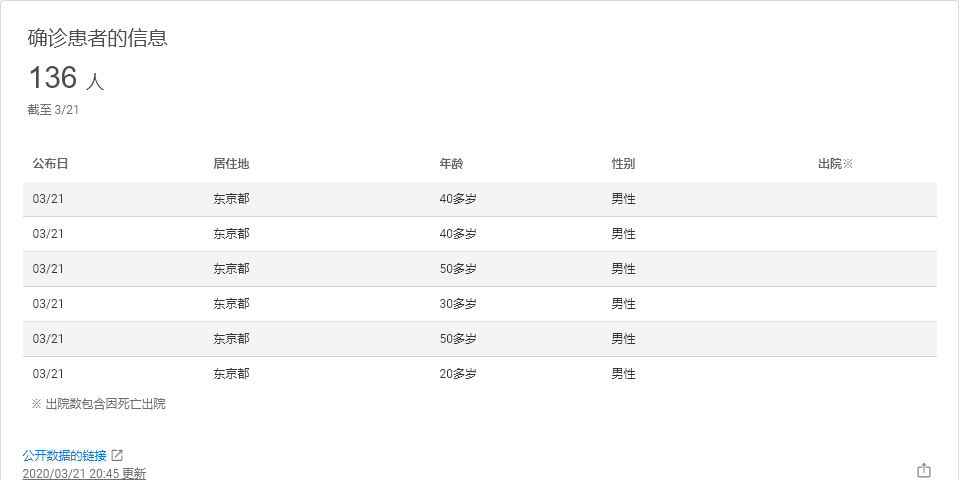 确诊患者的信息
136 人
截至 3/21
公布日 居住地 年龄 性别 出院※
03/21 东京都 40多岁 男性
03/21 东京都 40多岁 男性
03/21 东京都 50多岁 男性
03/21 东京都 30多岁 男性
03/21 东京都 50多岁 男性
03/21 东京都 20多岁 男性
※ 出院数包含因死亡出院
公开数据的链接
2020/03/21 20:45 更新